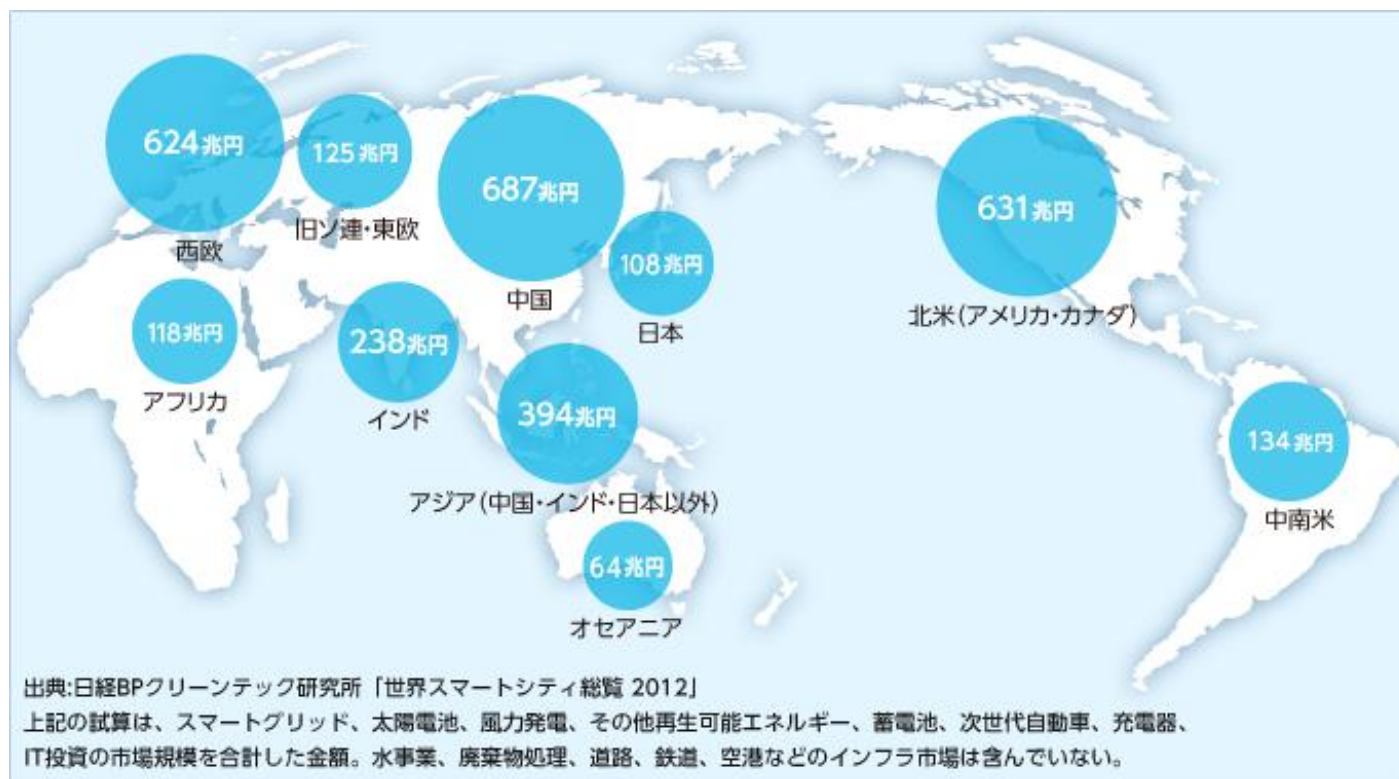 624兆円
西欧
125兆円
旧ソ連・東欧
687兆円
中国
108兆円
日本
631兆円
北米(アメリカ・カナダ)
118兆円
アフリカ
238兆円
インド
394兆円
アジア(中国・インド・日本以外)
134兆円
中南米
64兆円
オセアニア
出典:日経BPクリーンテック研究所「世界スマートシティ総覧 2012」
上記の試算は、スマートグリッド、太陽電池、風力発電、その他再生可能エネルギー、蓄電池、次世代自動車、充電器、
IT投資の市場規模を合計した金額。水事業、廃棄物処理、道路、鉄道、空港などのインフラ市場は含んでいない。